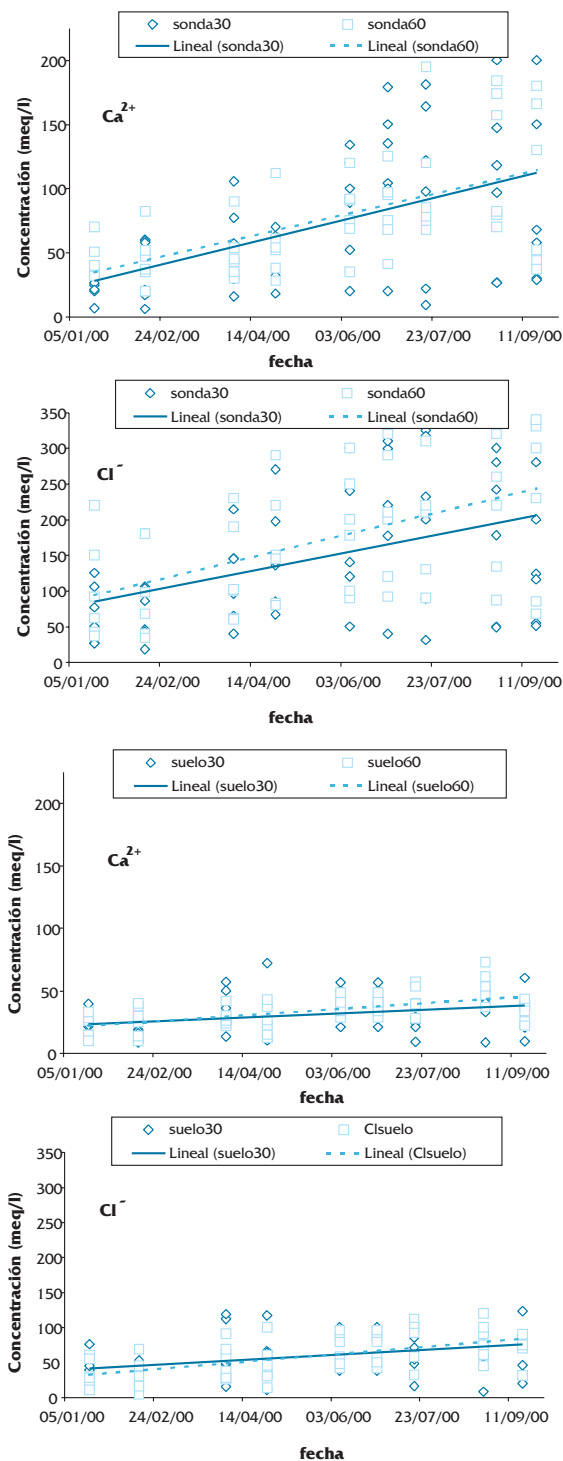 sonda30 sonda60
Lineal (sonda30) Lineal (sonda60)
Concentración (meq/l)
200
150
100
50
0
Ca2+
05/01/00 24/02/00 14/04/00 03/06/00 23/07/00 11/09/00
fecha
sonda30 sonda60
Lineal (sonda30) Lineal (sonda60)
Concentración (meq/l)
350
300
250
200
150
100
50
0
Cl-
05/01/00 24/02/00 14/04/00 03/06/00 23/07/00 11/09/00
fecha
suelo30 suelo60
Lineal (suelo30) Lineal (suelo60)
Concentración (meq/l)
200
150
100
50
0
Ca2+
05/01/00 24/02/00 14/04/00 03/06/00 23/07/00 11/09/00
fecha
suelo30 Clsuelo
Lineal (suelo30) Lineal (Clsuelo)
Concentración (meq/l)
350
300
250
200
150
100
50
0
Cl-
05/01/00 24/02/00 14/04/00 03/06/00 23/07/00 11/09/00
fecha